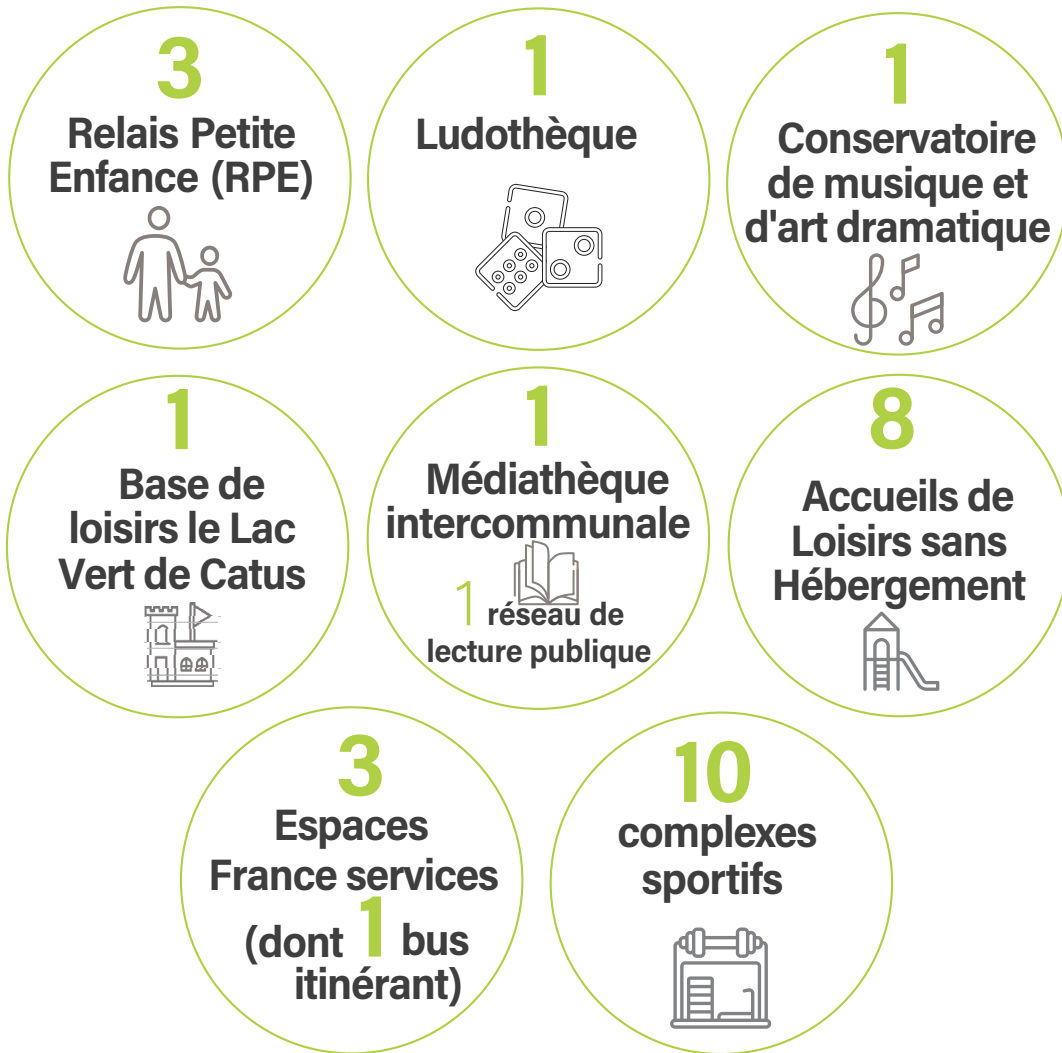 3
Relais Petite
Enfance (RPE)
1
Ludothèque
1
Conservatoire
de musique et
d'art dramatique
1
Base de
loisirs le Lac
Vert de Catus
1
Médiathèque
intercommunale
1 réseau de
lecture publique
8
Accueils de
Loisirs sans
Hébergement
3
Espaces
France services
(dont 1 bus
itinérant)
10
complexes
sportifs